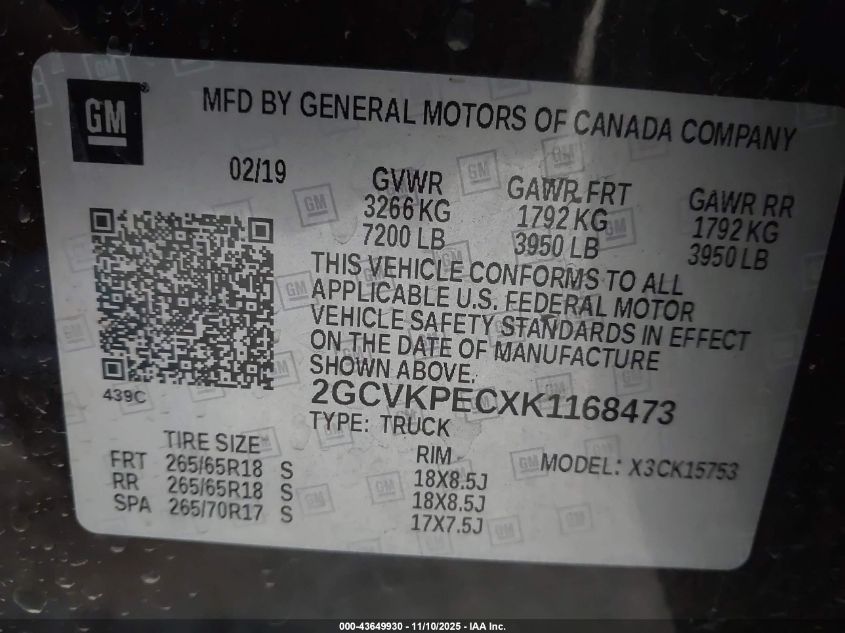 GM
MFD BY GENERAL MOTORS OF CANADA COMPANY
02/19
GVWR
3266 KG
7200 LB
GAWR FRT
1792 KG
3950 LB
GAWR RR
1792 KG
3950 LB
THIS VEHICLE CONFORMS TO ALL
APPLICABLE U.S. FEDERAL MOTOR
VEHICLE SAFETY STANDARDS IN EFFECT
ON THE DATE OF MANUFACTURE
SHOWN ABOVE.
439C
2GCVKPECXK1168473
TYPE: TRUCK
TIRE SIZE
RIM
MODEL: X3CK15753
FRT 265/65R18 S 18X8.5J
RR 265/65R18 S 18X8.5J
SPA 265/70R17 S 17X7.5J
000-43649930 - 11/10/2025 - IAA Inc.